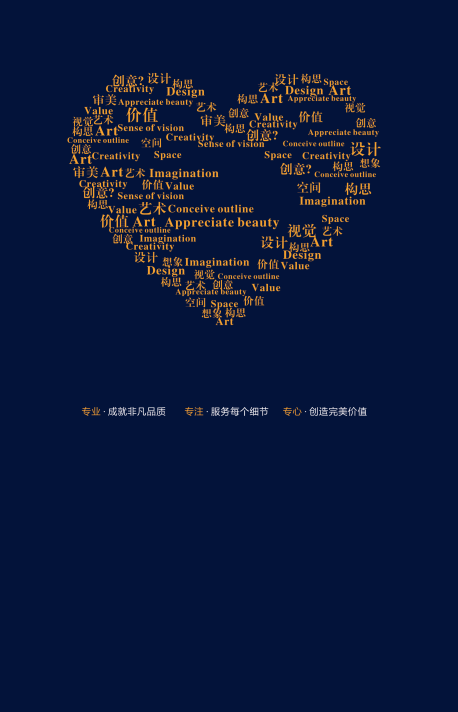 创意? 设计 构思
Creativity Design
审美 Appreciate beauty 艺术
Value 价值
视觉 艺术
构思 Art Sense of vision
Conceive outline
创意 空间 Creativity
Art Creativity Space
审美 Art 艺术 Imagination
Creativity 价值 Value
创意? Sense of vision
构思 Value 艺术 Conceive outline
设计 构思 Space
艺术 Design Art
构思 Art Appreciate beauty
创意 Value 价值 视觉
审美 构思 Creativity 创意
创意? Appreciate beauty
Sense of vision Conceive outline 设计
Space Creativity 想象
创意? 构思 Conceive outline
空间 构思
Imagination
价值 Art Appreciate beauty Space
Conceive outline 视觉 艺术
创意 Imagination 设计 构思 Art
Creativity Design
设计 想象 Imagination 价值 Value
Design 视觉 Conceive outline
构思 艺术 创意 Value
Appreciate beauty
空间 Space 价值
想象 构思
Art
专业 · 成就非凡品质 专注 · 服务每个细节 专心 · 创造完美价值